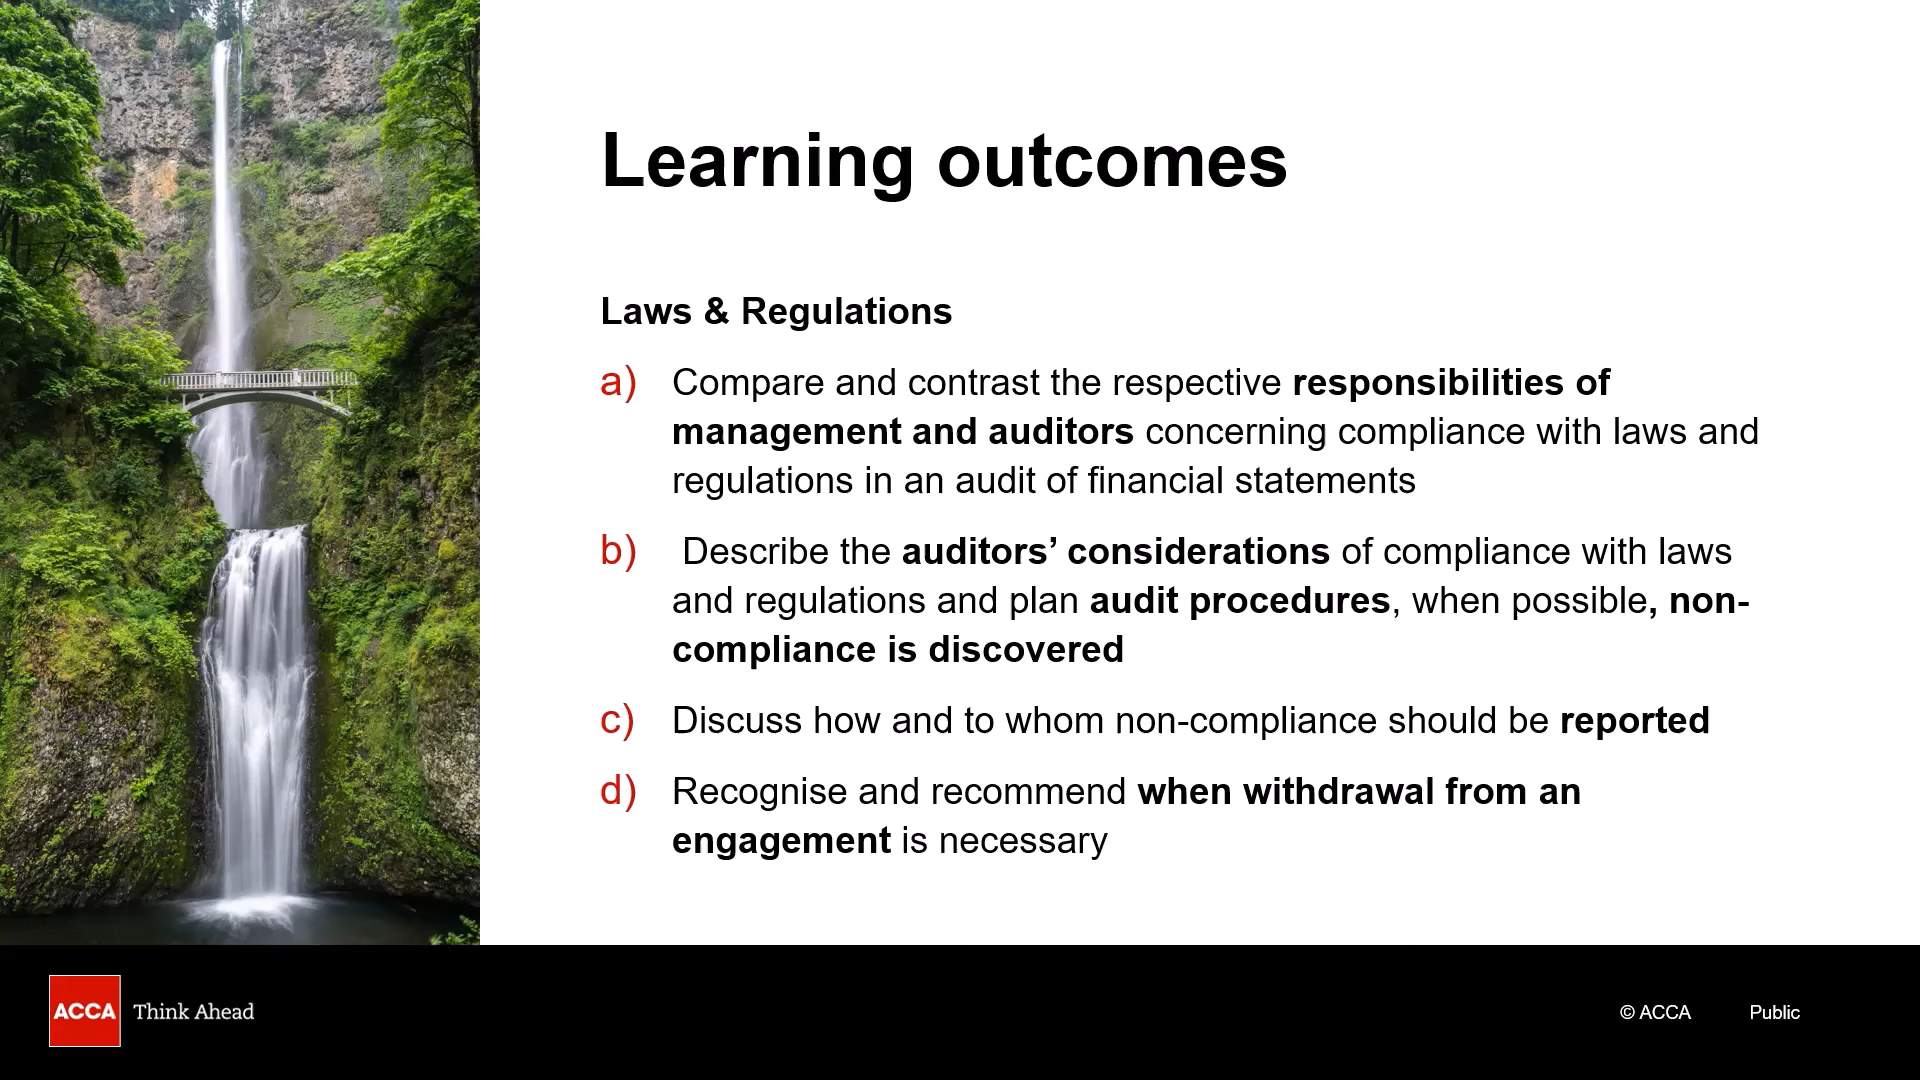 Learning outcomes
Laws & Regulations
a) Compare and contrast the respective responsibilities of
management and auditors concerning compliance with laws and
regulations in an audit of financial statements
b) Describe the auditors’ considerations of compliance with laws
and regulations and plan audit procedures, when possible, non-
compliance is discovered
c) Discuss how and to whom non-compliance should be reported
d) Recognise and recommend when withdrawal from an
engagement is necessary
ACCA Think Ahead
© ACCA Public